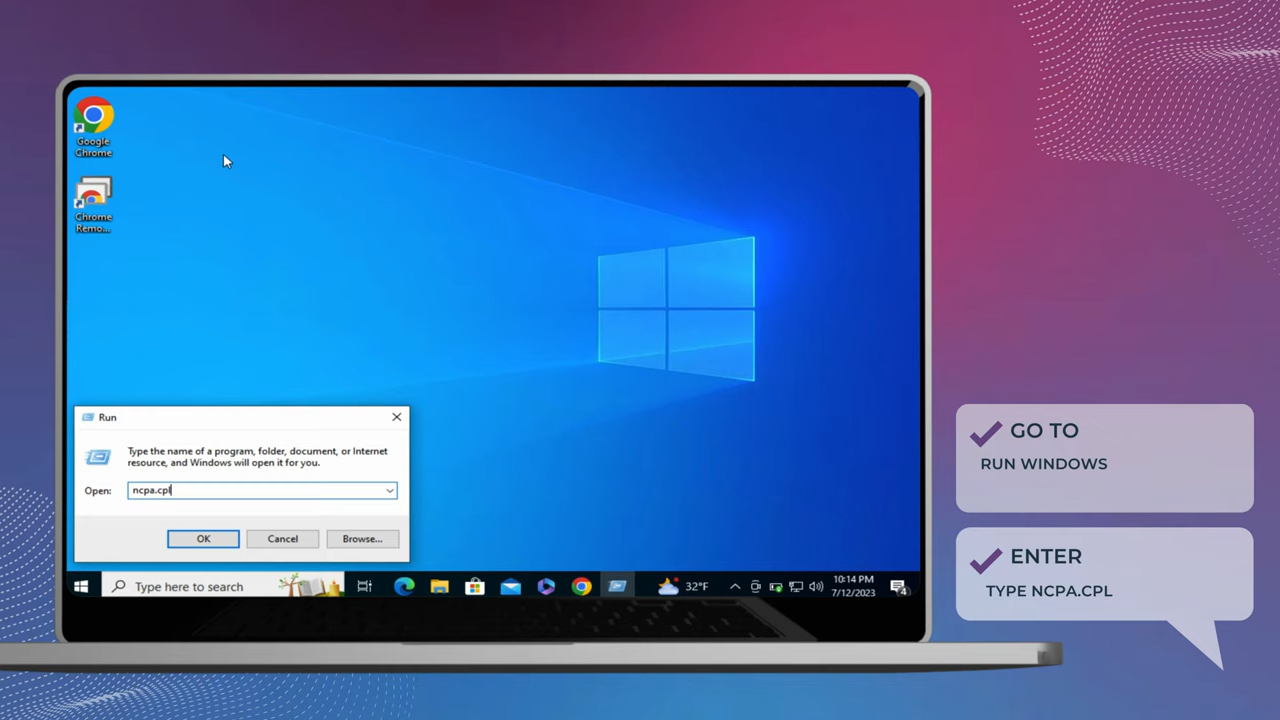 Google
Chrome
Chrome
Remo...
Run
Type the name of a program, folder, document, or Internet
resource, and Windows will open it for you.
Open: ncpa.cpl
OK Cancel Browse...
Type here to search
32°F
10:14 PM
7/12/2023
4
GO TO
RUN WINDOWS
ENTER
TYPE NCPA.CPL